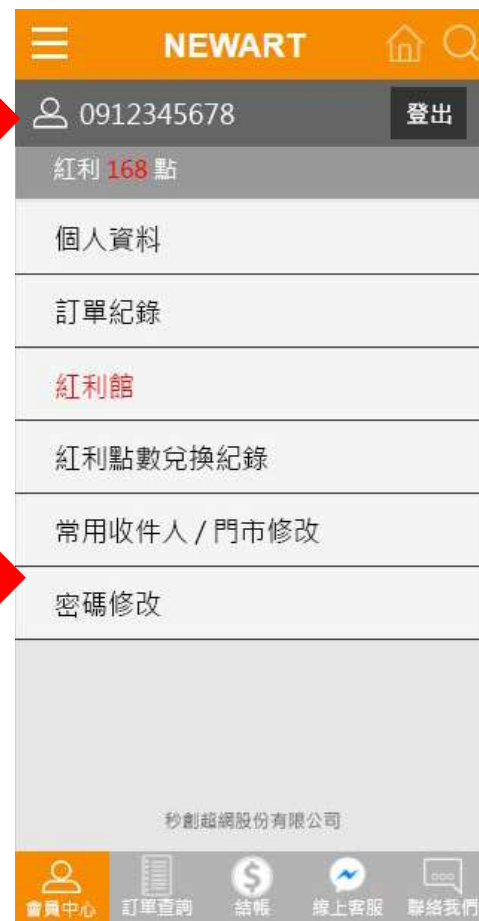 NEWART
0912345678 登出
紅利 168 點
個人資料
訂單紀錄
紅利館
紅利點數兌換紀錄
常用收件人 / 門市修改
密碼修改
秒創超網股份有限公司
會員中心 訂單查詢 結帳 線上客服 聯絡我們